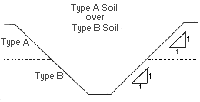 Type A Soil
over
Type B Soil
Type A
1
1
Type B
1
1